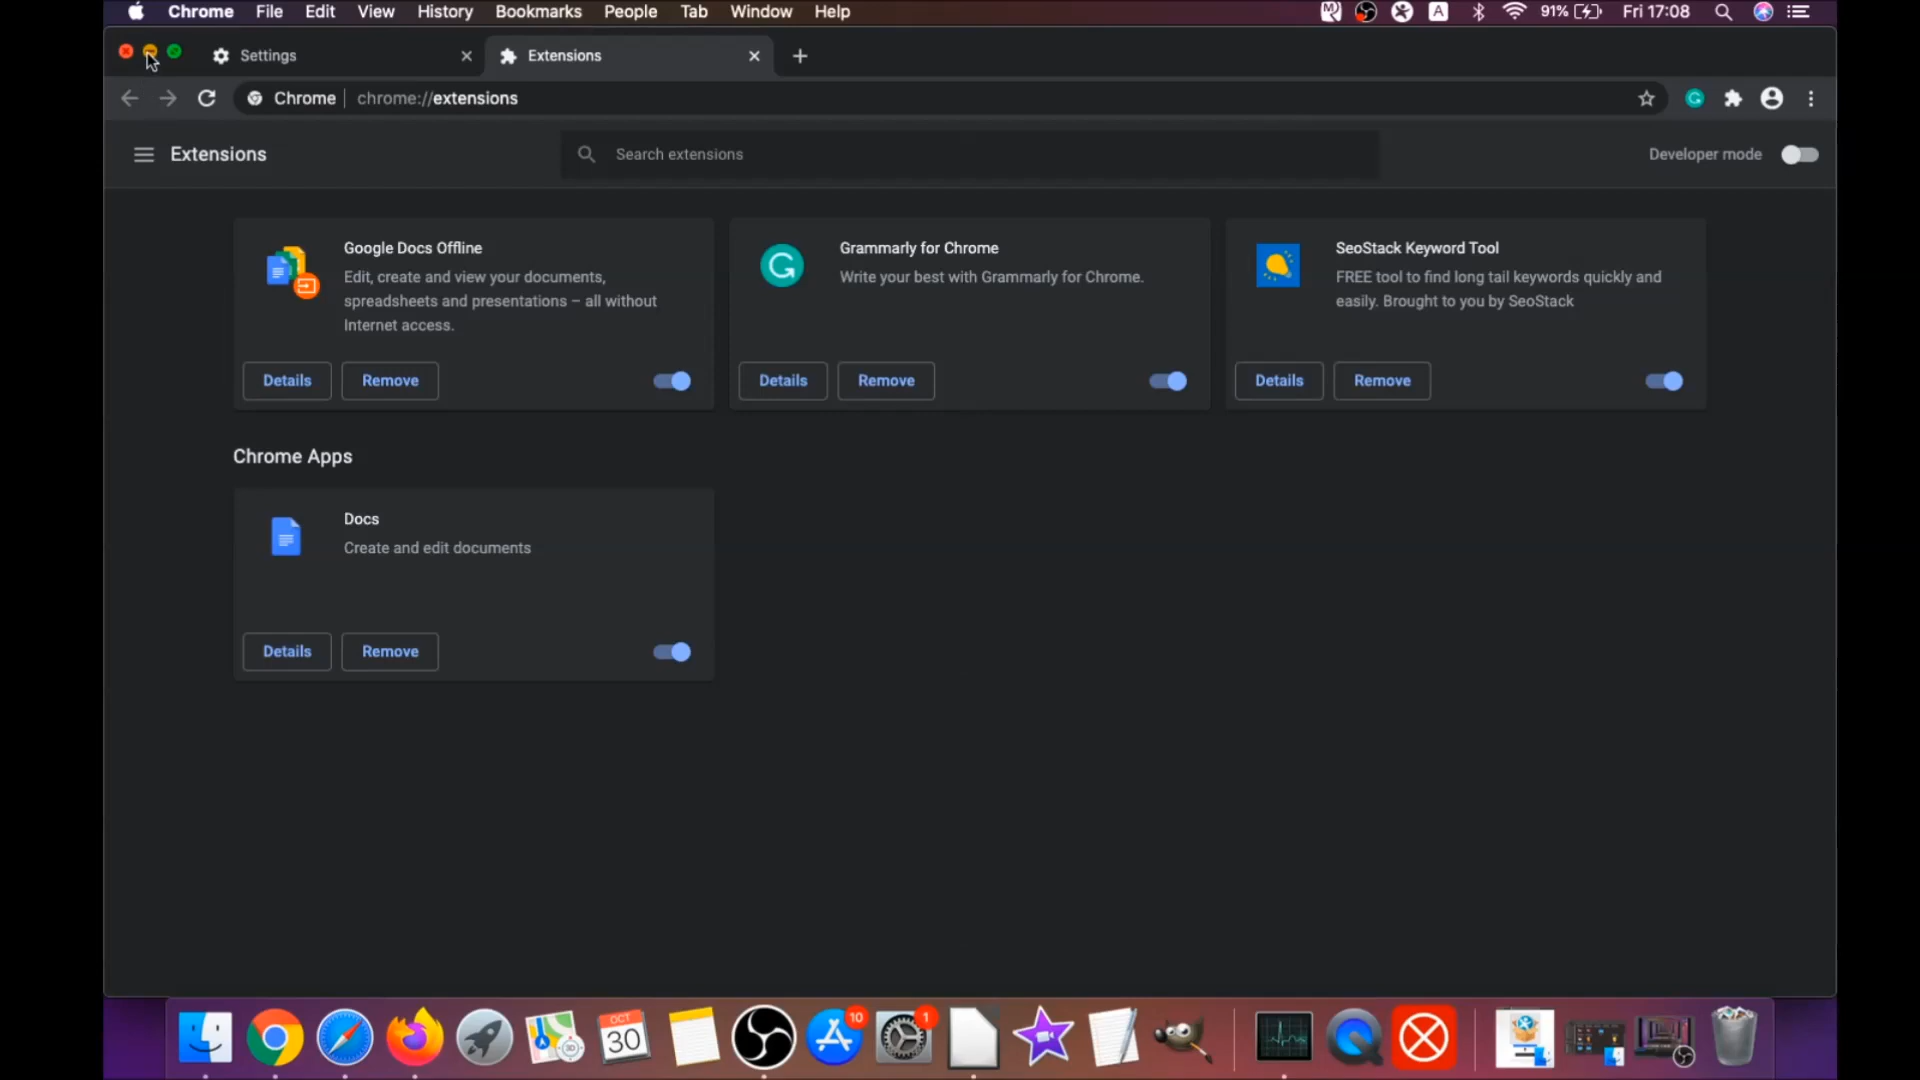 Chrome File Edit View History Bookmarks People Tab Window Help A 91% Fri 17:08
Settings Extensions
Chrome chrome://extensions
Extensions Search extensions Developer mode
Google Docs Offline
Edit, create and view your documents,
spreadsheets and presentations – all without
Internet access.
Details Remove
Grammarly for Chrome
Write your best with Grammarly for Chrome.
Details Remove
SeoStack Keyword Tool
FREE tool to find long tail keywords quickly and
easily. Brought to you by SeoStack
Details Remove
Chrome Apps
Docs
Create and edit documents
Details Remove
OCT
30
10
1